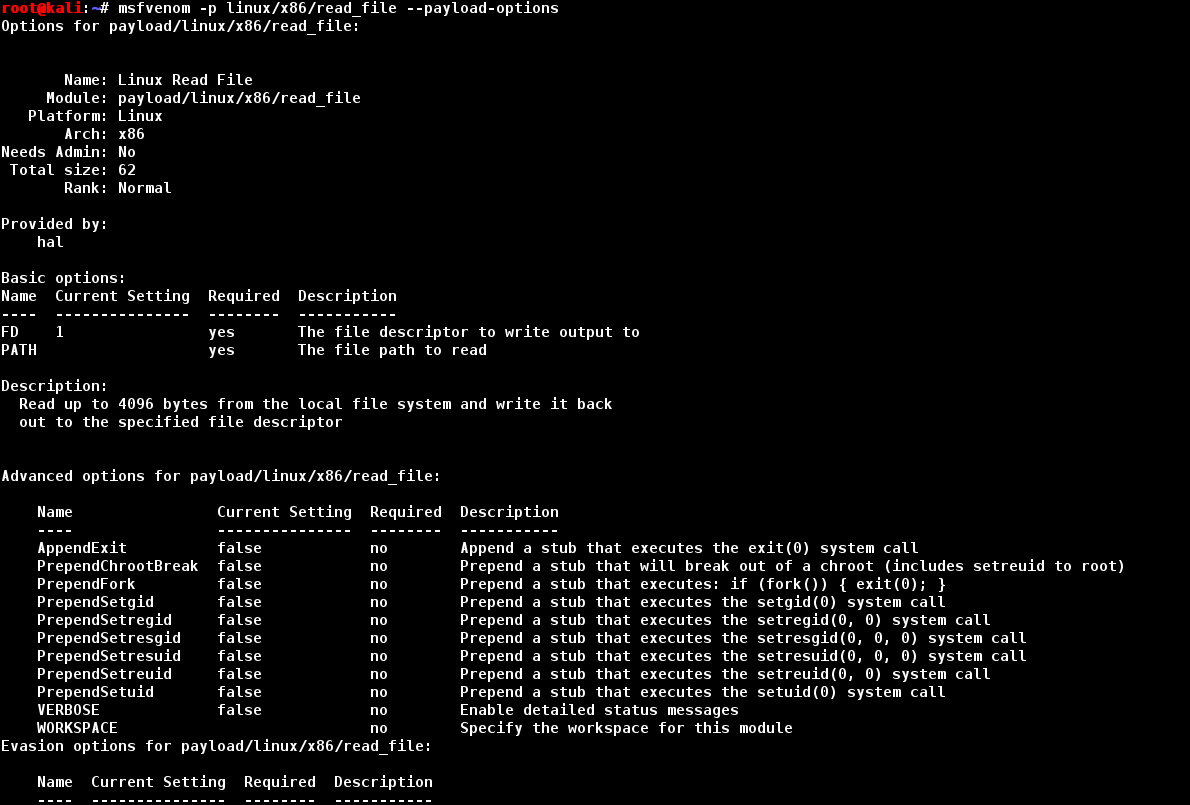 root@kali:~# msfvenom -p linux/x86/read_file --payload-options
Options for payload/linux/x86/read_file:
Name: Linux Read File
Module: payload/linux/x86/read_file
Platform: Linux
Arch: x86
Needs Admin: No
Total size: 62
Rank: Normal
Provided by:
hal
Basic options:
Name  Current Setting  Required  Description
----  ---------------  --------  -----------
FD    1                yes       The file descriptor to write output to
PATH                   yes       The file path to read
Description:
Read up to 4096 bytes from the local file system and write it back
out to the specified file descriptor
Advanced options for payload/linux/x86/read_file:
Name                Current Setting  Required  Description
----                ---------------  --------  -----------
AppendExit          false            no        Append a stub that executes the exit(0) system call
PrependChrootBreak  false            no        Prepend a stub that will break out of a chroot (includes setreuid to root)
PrependFork         false            no        Prepend a stub that executes: if (fork()) { exit(0); }
PrependSetgid       false            no        Prepend a stub that executes the setgid(0) system call
PrependSetregid     false            no        Prepend a stub that executes the setregid(0, 0) system call
PrependSetresgid    false            no        Prepend a stub that executes the setresgid(0, 0, 0) system call
PrependSetresuid    false            no        Prepend a stub that executes the setresuid(0, 0, 0) system call
PrependSetreuid     false            no        Prepend a stub that executes the setreuid(0, 0) system call
PrependSetuid       false            no        Prepend a stub that executes the setuid(0) system call
VERBOSE             false            no        Enable detailed status messages
WORKSPACE                            no        Specify the workspace for this module
Evasion options for payload/linux/x86/read_file:
Name  Current Setting  Required  Description
----  ---------------  --------  -----------